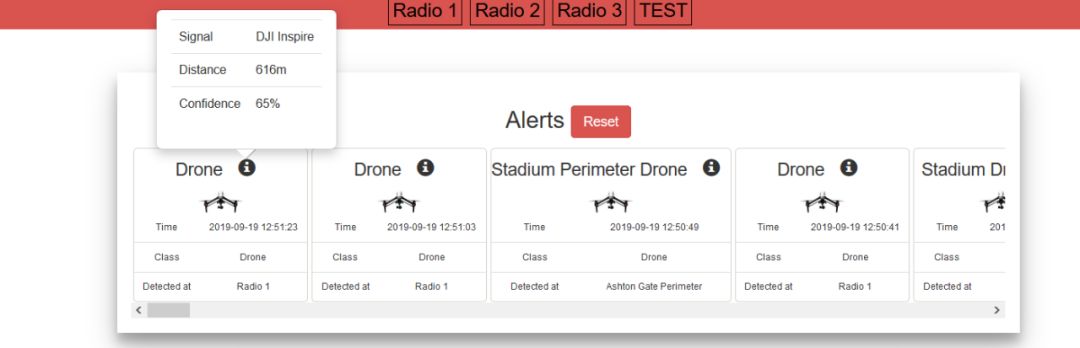 Radio 1 Radio 2 Radio 3 TEST
Signal DJI Inspire
Distance 616m
Confidence 65%
Alerts Reset
Drone Drone Stadium Perimeter Drone Drone Stadium
Time 2019-09-19 12:51:23 Time 2019-09-19 12:51:03 Time 2019-09-19 12:50:49 Time 2019-09-19 12:50:41 Time
Class Drone Class Drone Class Drone Class Drone Class
Detected at Radio 1 Detected at Radio 1 Detected at Ashton Gate Perimeter Detected at Radio 1 Detected at